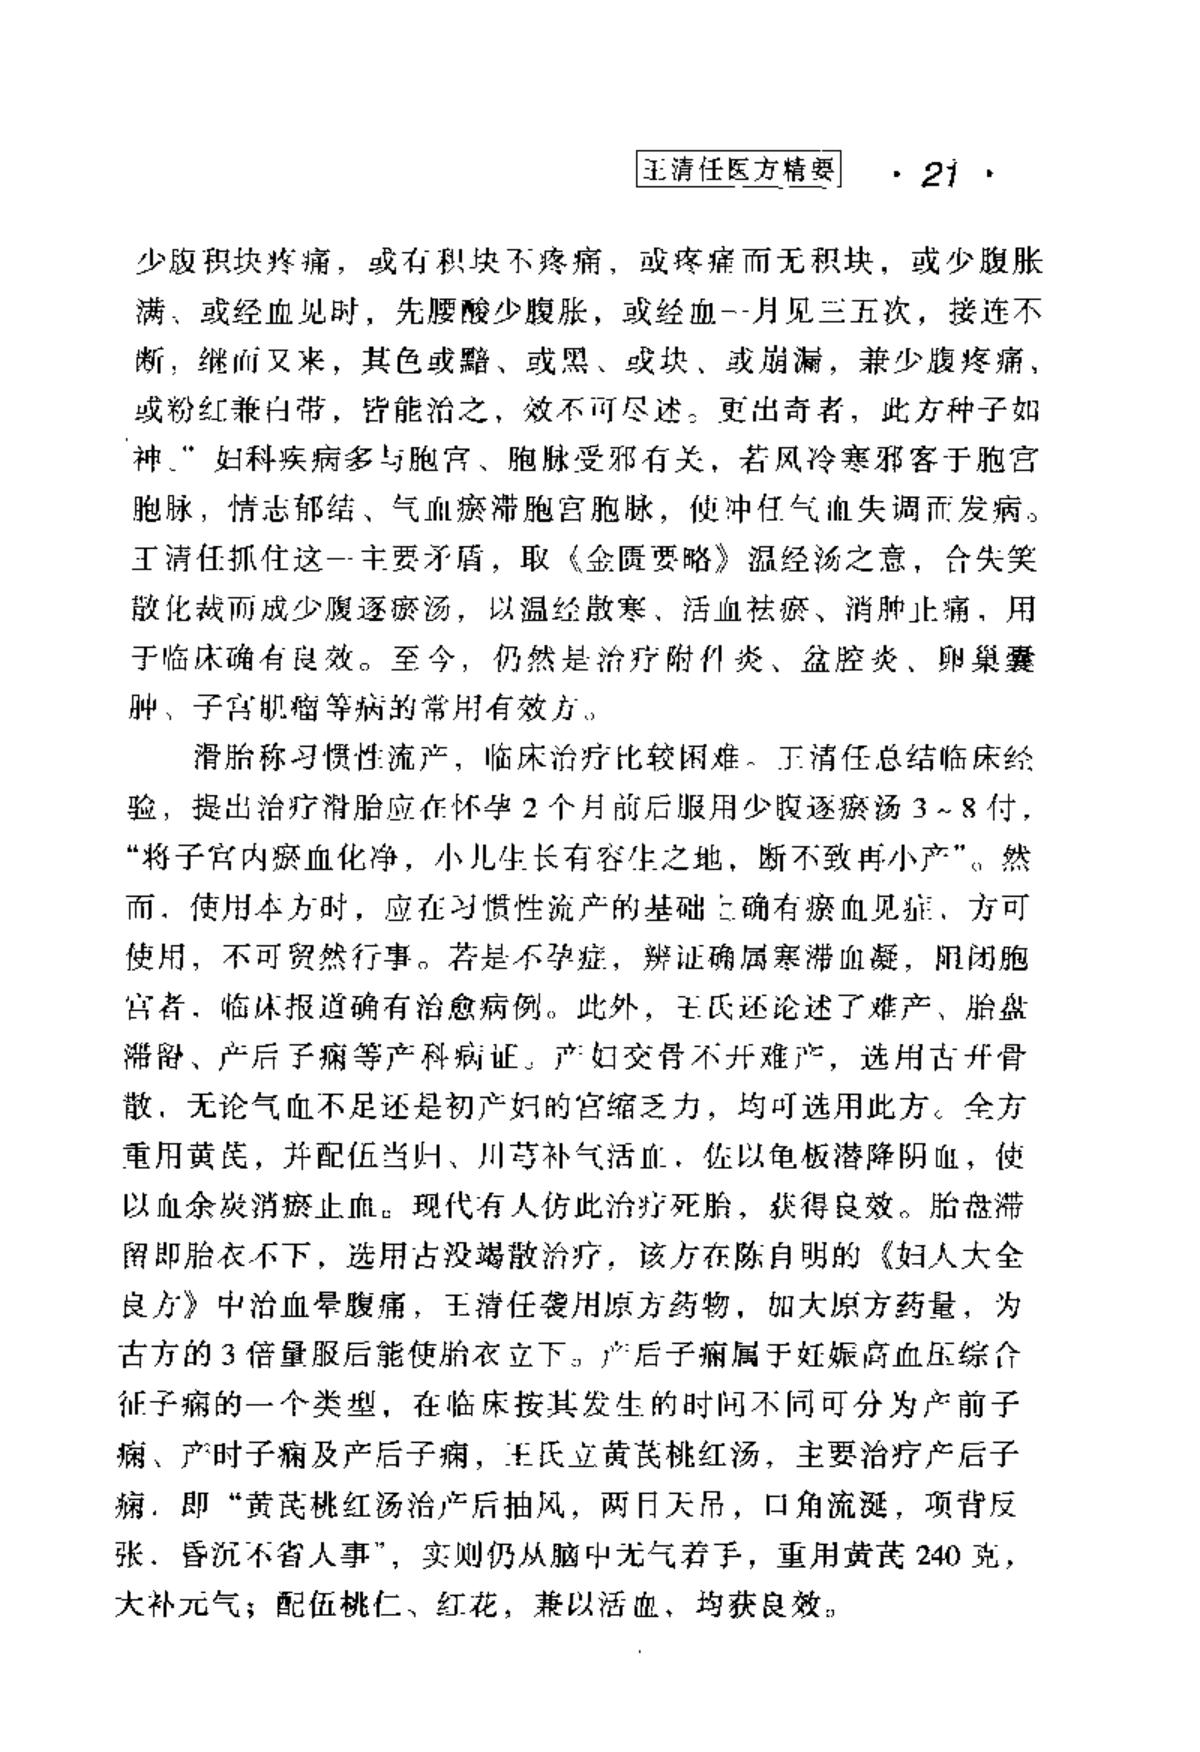 王清任医方精要 · 21 ·
少腹积块疼痛，或有积块不疼痛，或疼痛而无积块，或少腹胀
满、或经血见时，先腰酸少腹胀，或经血一月见三五次，接连不
断，继而又来，其色或黯、或黑、或块、或崩漏，兼少腹疼痛、
或粉红兼白带，皆能治之，效不可尽述。更出奇者，此方种子如
神。”妇科疾病多与胞宫、胞脉受邪有关，若风冷寒邪客于胞宫
胞脉，情志郁结、气血瘀滞胞宫胞脉，使冲任气血失调而发病。
王清任抓住这一主要矛盾，取《金匮要略》温经汤之意，合失笑
散化裁而成少腹逐瘀汤，以温经散寒、活血祛瘀、消肿止痛，用
于临床确有良效。至今，仍然是治疗附件炎、盆腔炎、卵巢囊
肿、子宫肌瘤等病的常用有效方。
滑胎称习惯性流产，临床治疗比较困难。王清任总结临床经
验，提出治疗滑胎应在怀孕 2 个月前后服用少腹逐瘀汤 3～8 付，
“将子宫内瘀血化净，小儿生长有容生之地，断不致再小产”。然
而，使用本方时，应在习惯性流产的基础上确有瘀血见症，方可
使用，不可贸然行事。若是不孕症，辨证确属寒滞血凝，阻闭胞
宫者，临床报道确有治愈病例。此外，王氏还论述了难产、胎盘
滞留、产后子痫等产科病证。产妇交骨不开难产，选用古开骨
散，无论气血不足还是初产妇的宫缩乏力，均可选用此方。全方
重用黄芪，并配伍当归、川芎补气活血，佐以龟板潜降阴血，使
以血余炭消瘀止血。现代有人仿此治疗死胎，获得良效。胎盘滞
留即胎衣不下，选用古没竭散治疗，该方在陈自明的《妇人大全
良方》中治血晕腹痛，王清任袭用原方药物，加大原方药量，为
古方的 3 倍量服后能使胎衣立下。产后子痫属于妊娠高血压综合
征子痫的一个类型，在临床按其发生的时间不同可分为产前子
痫、产时子痫及产后子痫，王氏立黄芪桃红汤，主要治疗产后子
痫，即“黄芪桃红汤治产后抽风，两目天吊，口角流涎，项背反
张，昏沉不省人事”，实则仍从脑中无气着手，重用黄芪 240 克，
大补元气；配伍桃仁、红花，兼以活血，均获良效。